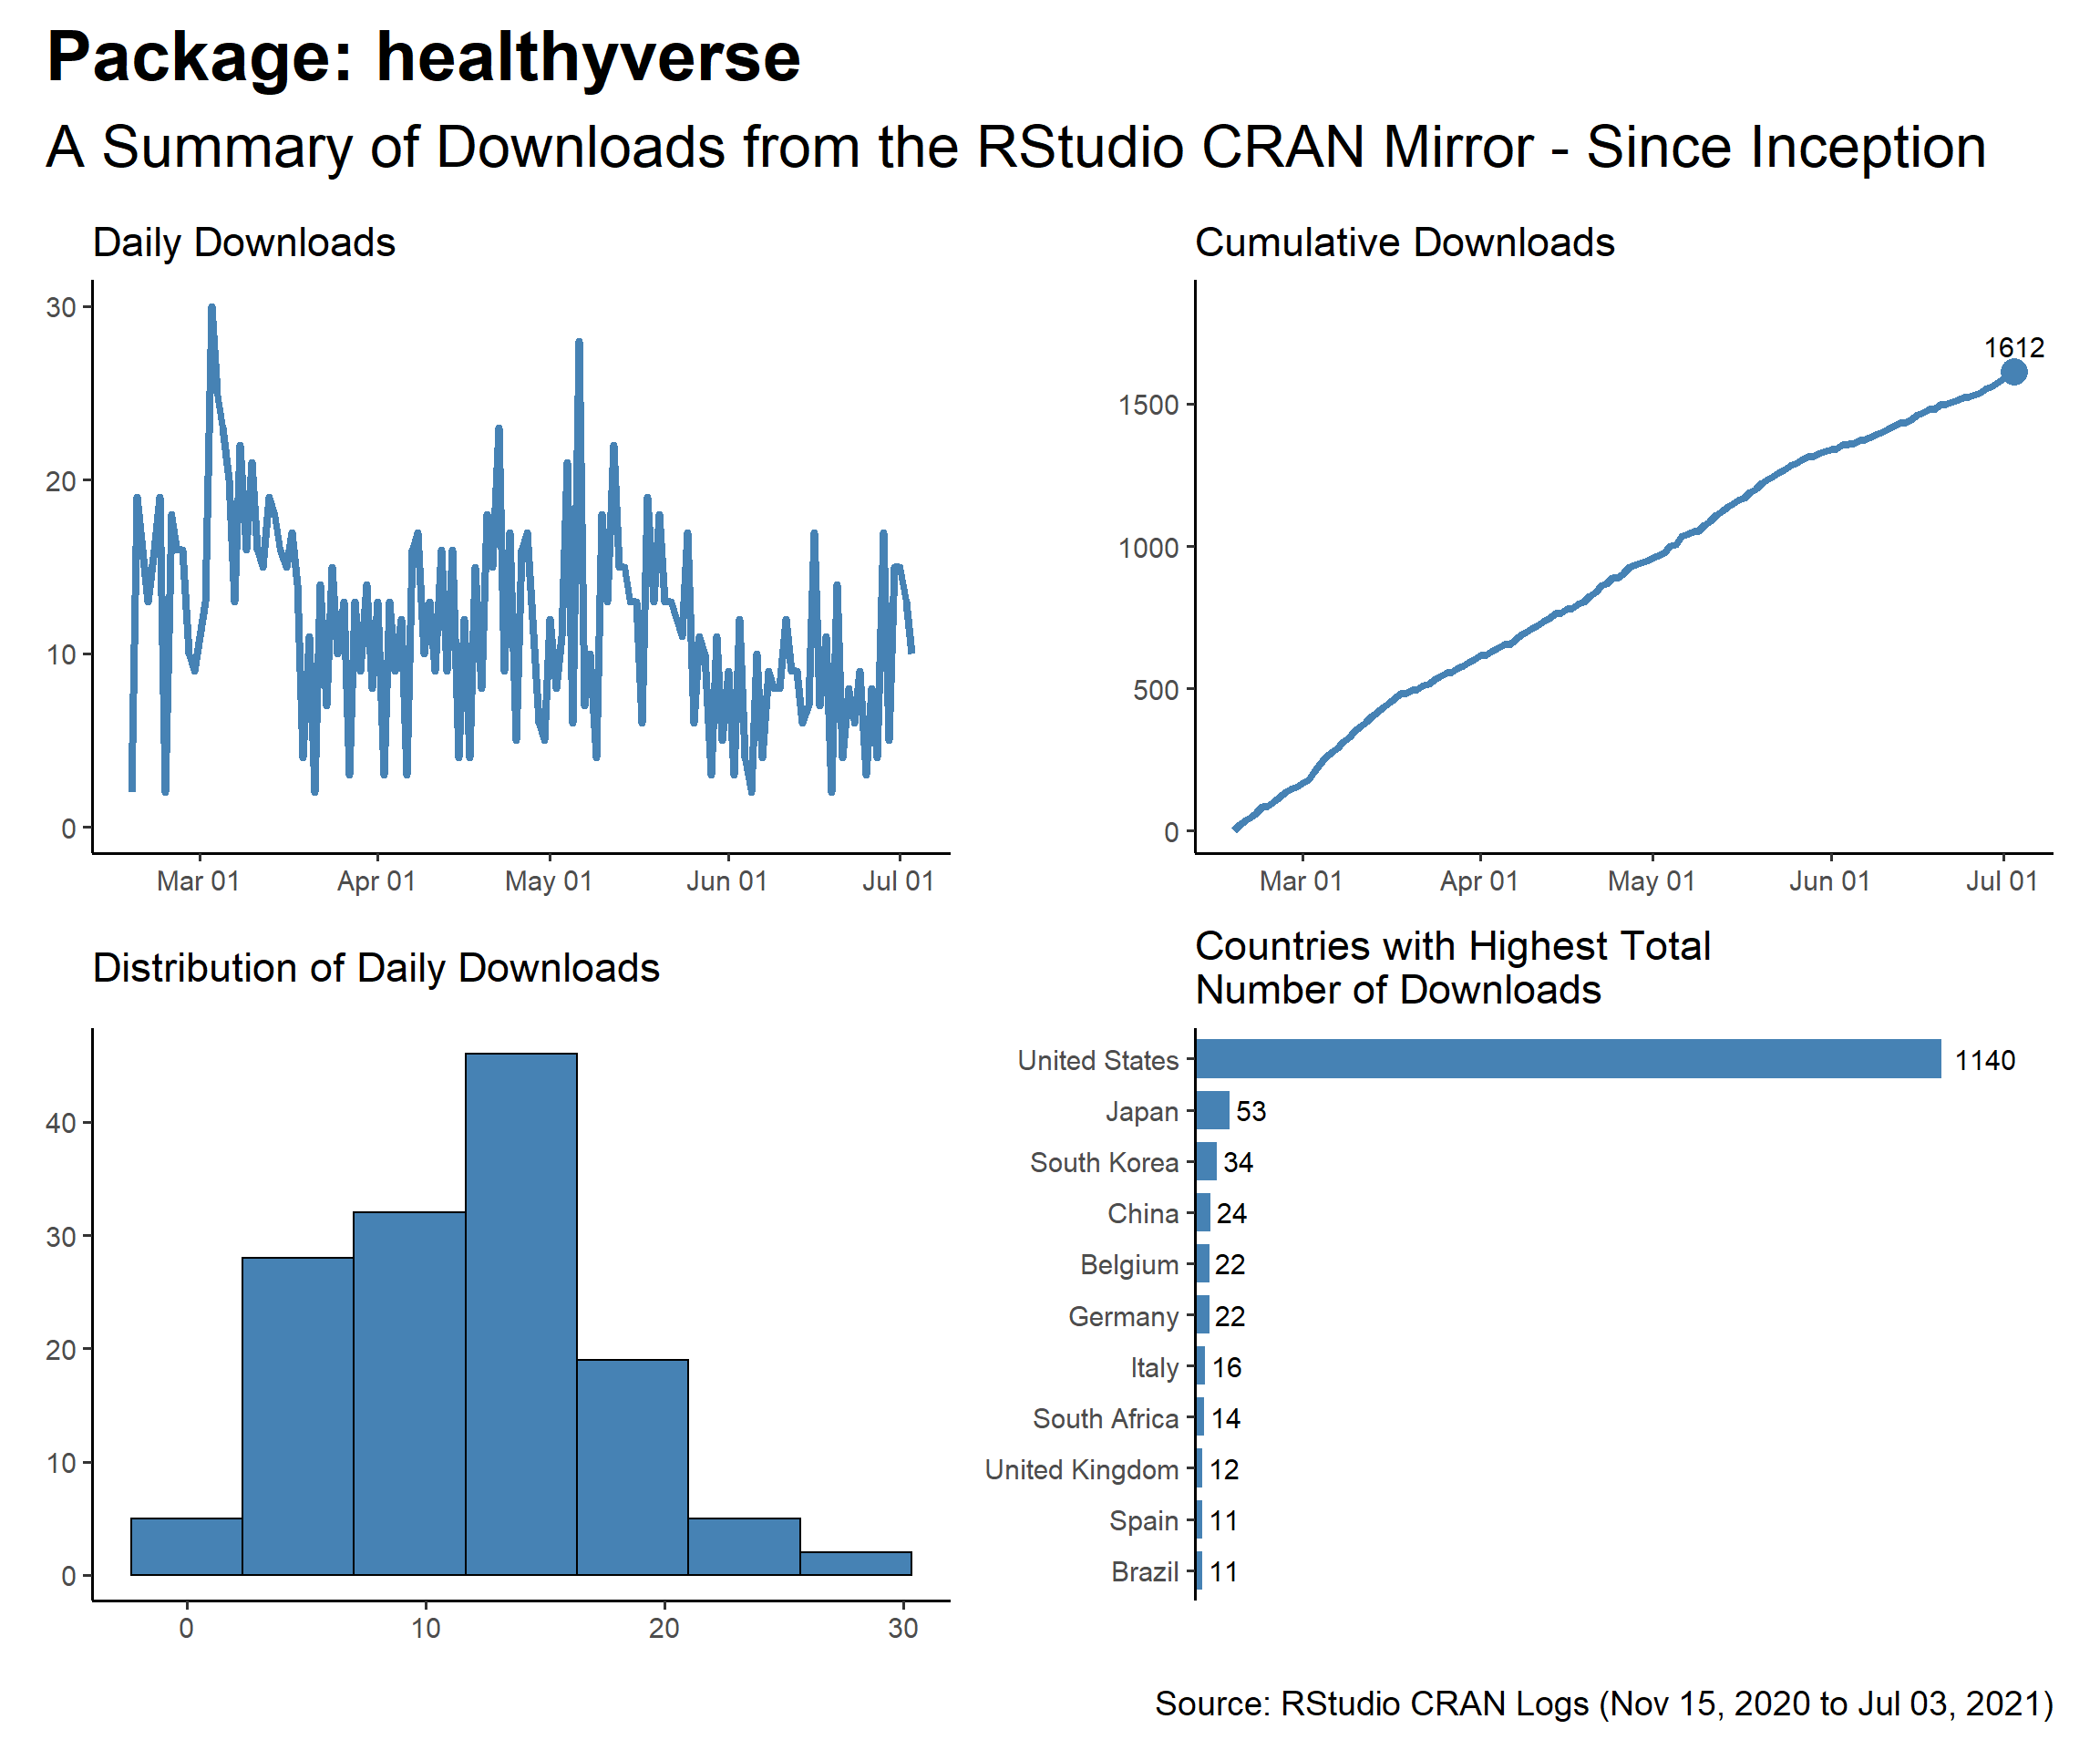 Package: healthyverse
A Summary of Downloads from the RStudio CRAN Mirror - Since Inception
Daily Downloads
30
20
10
0
Mar 01
Apr 01
May 01
Jun 01
Jul 01
Cumulative Downloads
1612
1500
1000
500
0
Mar 01
Apr 01
May 01
Jun 01
Jul 01
Distribution of Daily Downloads
40
30
20
10
0
0
10
20
30
Countries with Highest Total
Number of Downloads
United States 1140
Japan 53
South Korea 34
China 24
Belgium 22
Germany 22
Italy 16
South Africa 14
United Kingdom 12
Spain 11
Brazil 11
Source: RStudio CRAN Logs (Nov 15, 2020 to Jul 03, 2021)